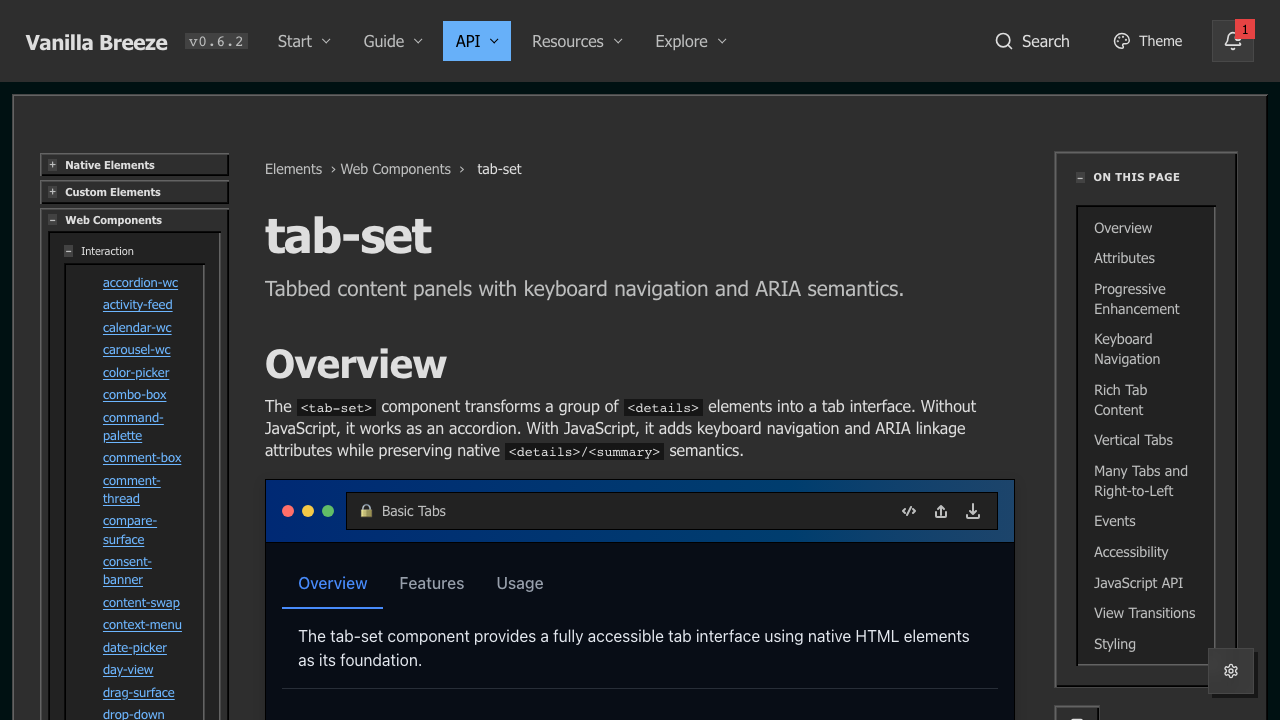 Vanilla Breeze v0.6.2 Start Guide API Resources Explore Search Theme 1
+ Native Elements
+ Custom Elements
− Web Components
− Interaction
accordion-wc
activity-feed
calendar-wc
carousel-wc
color-picker
combo-box
command-
palette
comment-box
comment-
thread
compare-
surface
consent-
banner
content-swap
context-menu
date-picker
day-view
drag-surface
drop-down
Elements › Web Components › tab-set
tab-set
Tabbed content panels with keyboard navigation and ARIA semantics.
Overview
The <tab-set> component transforms a group of <details> elements into a tab interface. Without
JavaScript, it works as an accordion. With JavaScript, it adds keyboard navigation and ARIA linkage
attributes while preserving native <details>/<summary> semantics.
Basic Tabs
Overview Features Usage
The tab-set component provides a fully accessible tab interface using native HTML elements
as its foundation.
− ON THIS PAGE
Overview
Attributes
Progressive
Enhancement
Keyboard
Navigation
Rich Tab
Content
Vertical Tabs
Many Tabs and
Right-to-Left
Events
Accessibility
JavaScript API
View Transitions
Styling